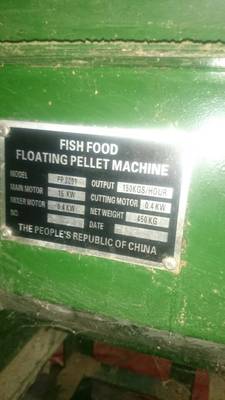 FISH FOOD
FLOATING PELLET MACHINE
MODEL OUTPUT 150KGS/HOUR
MAIN MOTOR 15 KW CUTTING MOTOR 0.4 KW
MIXER MOTOR 0.4 KW NET WEIGHT 450 KG
NO DATE
THE PEOPLE'S REPUBLIC OF CHINA